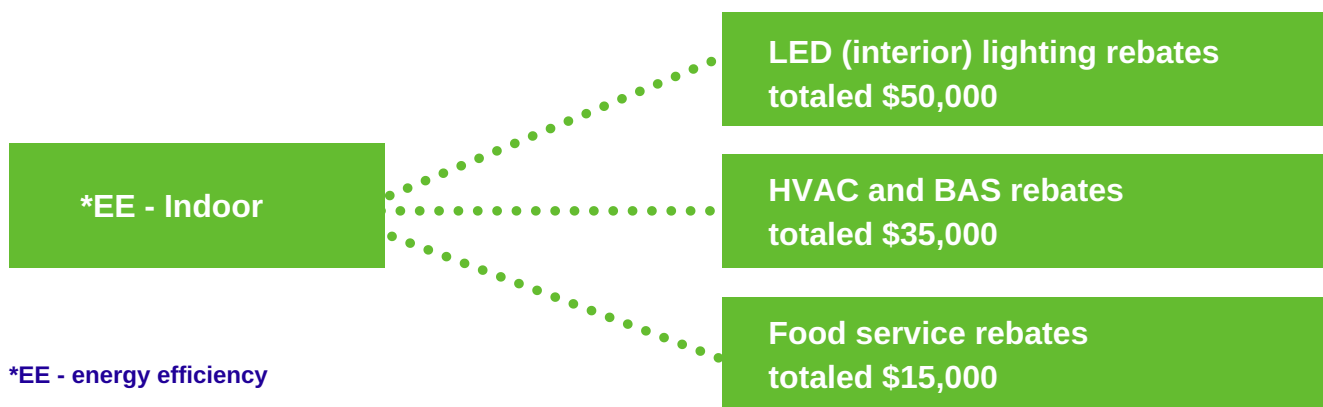 LED (interior) lighting rebates
totaled $50,000
*EE - Indoor
HVAC and BAS rebates
totaled $35,000
Food service rebates
totaled $15,000
*EE - energy efficiency